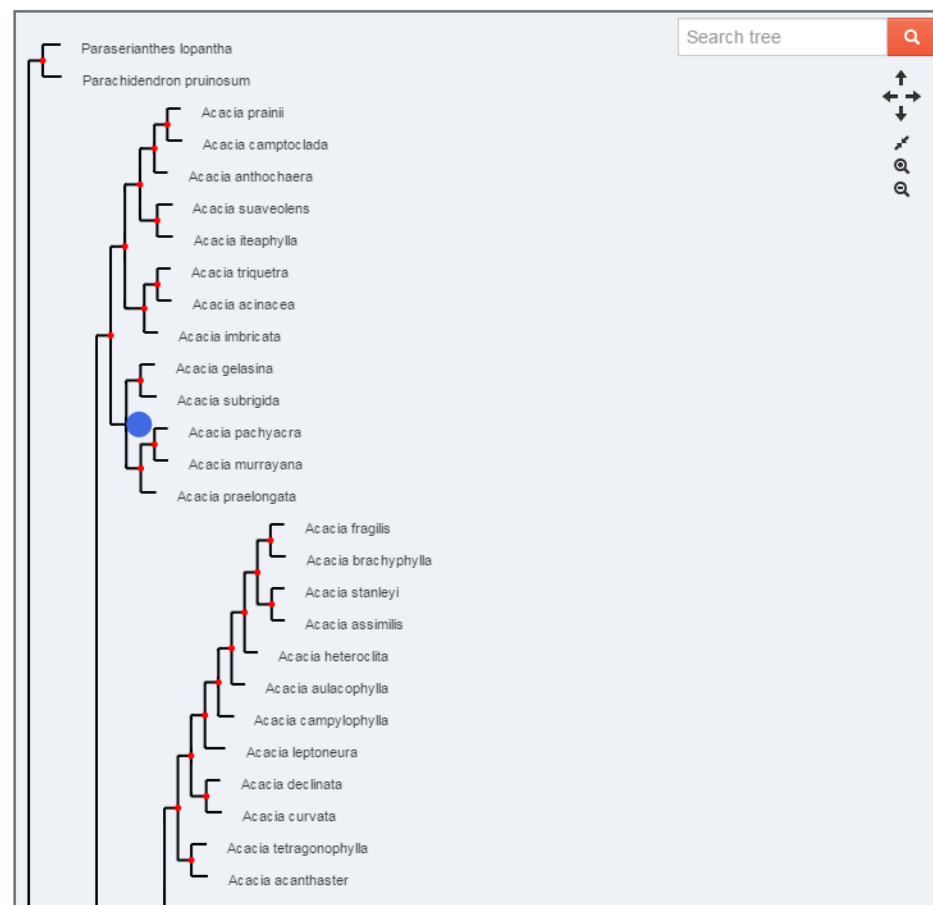 Search tree
Paraserianthes lopantha
Parachidendron pruinosum
Acacia prainii
Acacia camptoclada
Acacia anthochaera
Acacia suaveolens
Acacia iteaphylla
Acacia triquetra
Acacia acinacea
Acacia imbricata
Acacia gelasina
Acacia subrigida
Acacia pachyacra
Acacia murrayana
Acacia praelongata
Acacia fragilis
Acacia brachyphylla
Acacia stanleyi
Acacia assimilis
Acacia heteroclita
Acacia aulacophylla
Acacia campylophylla
Acacia leptoneura
Acacia declinata
Acacia curvata
Acacia tetragonophylla
Acacia acanthaster